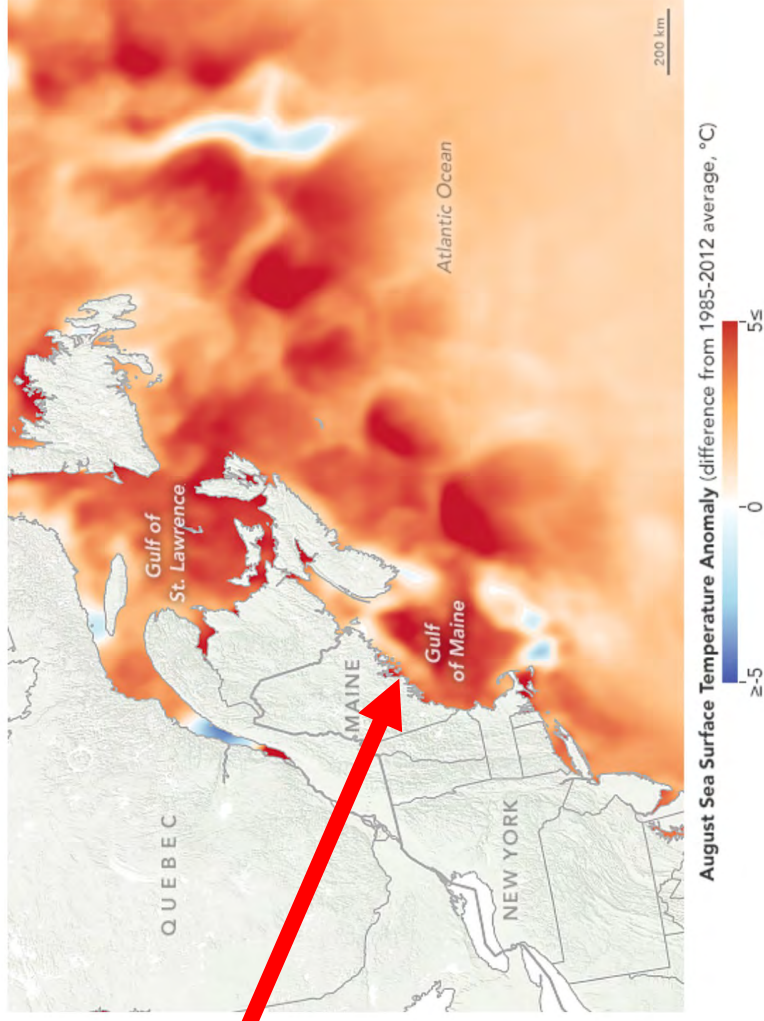 QUEBEC
Gulf of
St. Lawrence
MAINE
Gulf
of Maine
NEW YORK
Atlantic Ocean
200 km
August Sea Surface Temperature Anomaly (difference from 1985-2012 average, °C)
≥-5 0 5≤